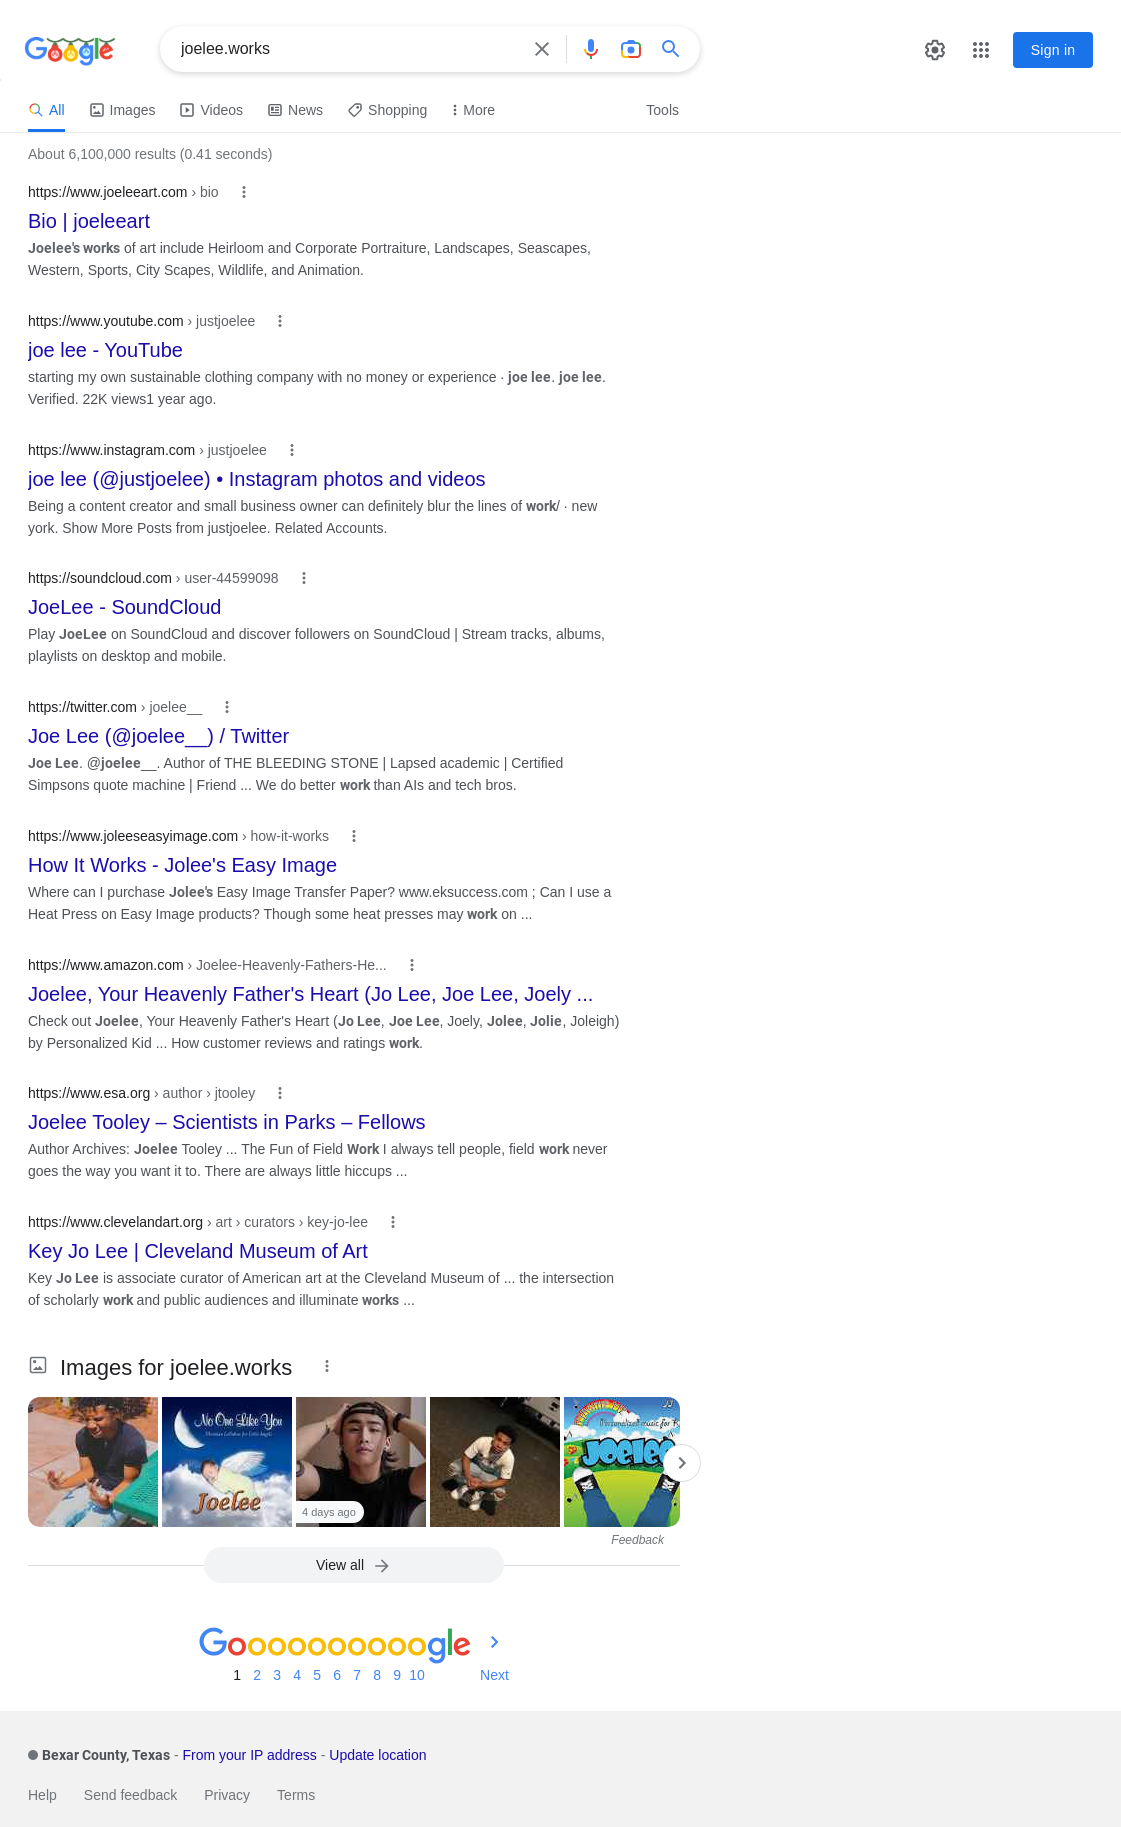 Google
joelee.works
Sign in
All Images Videos News Shopping More Tools
About 6,100,000 results (0.41 seconds)
https://www.joeleeart.com › bio
Bio | joeleeart
Joelee's works of art include Heirloom and Corporate Portraiture, Landscapes, Seascapes,
Western, Sports, City Scapes, Wildlife, and Animation.
https://www.youtube.com › justjoelee
joe lee - YouTube
starting my own sustainable clothing company with no money or experience · joe lee. joe lee.
Verified. 22K views1 year ago.
https://www.instagram.com › justjoelee
joe lee (@justjoelee) • Instagram photos and videos
Being a content creator and small business owner can definitely blur the lines of work/ · new
york. Show More Posts from justjoelee. Related Accounts.
https://soundcloud.com › user-44599098
JoeLee - SoundCloud
Play JoeLee on SoundCloud and discover followers on SoundCloud | Stream tracks, albums,
playlists on desktop and mobile.
https://twitter.com › joelee__
Joe Lee (@joelee__) / Twitter
Joe Lee. @joelee__. Author of THE BLEEDING STONE | Lapsed academic | Certified
Simpsons quote machine | Friend ... We do better work than AIs and tech bros.
https://www.joleeseasyimage.com › how-it-works
How It Works - Jolee's Easy Image
Where can I purchase Jolee's Easy Image Transfer Paper? www.eksuccess.com ; Can I use a
Heat Press on Easy Image products? Though some heat presses may work on ...
https://www.amazon.com › Joelee-Heavenly-Fathers-He...
Joelee, Your Heavenly Father's Heart (Jo Lee, Joe Lee, Joely ...
Check out Joelee, Your Heavenly Father's Heart (Jo Lee, Joe Lee, Joely, Jolee, Jolie, Joleigh)
by Personalized Kid ... How customer reviews and ratings work.
https://www.esa.org › author › jtooley
Joelee Tooley – Scientists in Parks – Fellows
Author Archives: Joelee Tooley ... The Fun of Field Work I always tell people, field work never
goes the way you want it to. There are always little hiccups ...
https://www.clevelandart.org › art › curators › key-jo-lee
Key Jo Lee | Cleveland Museum of Art
Key Jo Lee is associate curator of American art at the Cleveland Museum of ... the intersection
of scholarly work and public audiences and illuminate works ...
Images for joelee.works
No One Like You
Joelee
4 days ago
Personalized music for
JOELEE
Feedback
View all
Goooooooooogle
1 2 3 4 5 6 7 8 9 10 Next
Bexar County, Texas - From your IP address - Update location
Help Send feedback Privacy Terms